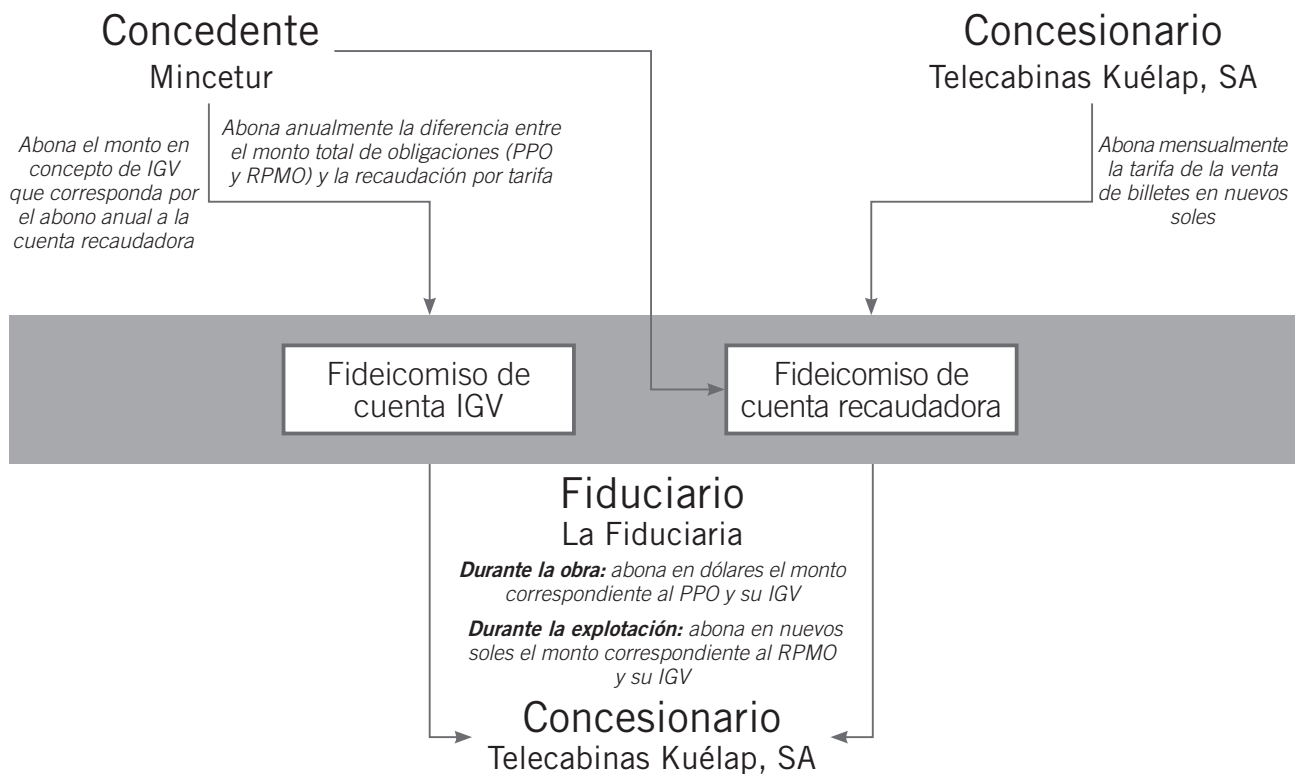 Concedente
Mincetur
Abona el monto en
concepto de IGV
que corresponda por
el abono anual a la
cuenta recaudadora
Abona anualmente la diferencia entre
el monto total de obligaciones (PPO
y RPMO) y la recaudación por tarifa
Concesionario
Telecabinas Kuélap, SA
Abona mensualmente
la tarifa de la venta
de billetes en nuevos
soles
Fideicomiso de
cuenta IGV
Fideicomiso de
cuenta recaudadora
Fiduciario
La Fiduciaria
Durante la obra: abona en dólares el monto
correspondiente al PPO y su IGV
Durante la explotación: abona en nuevos
soles el monto correspondiente al RPMO
y su IGV
Concesionario
Telecabinas Kuélap, SA